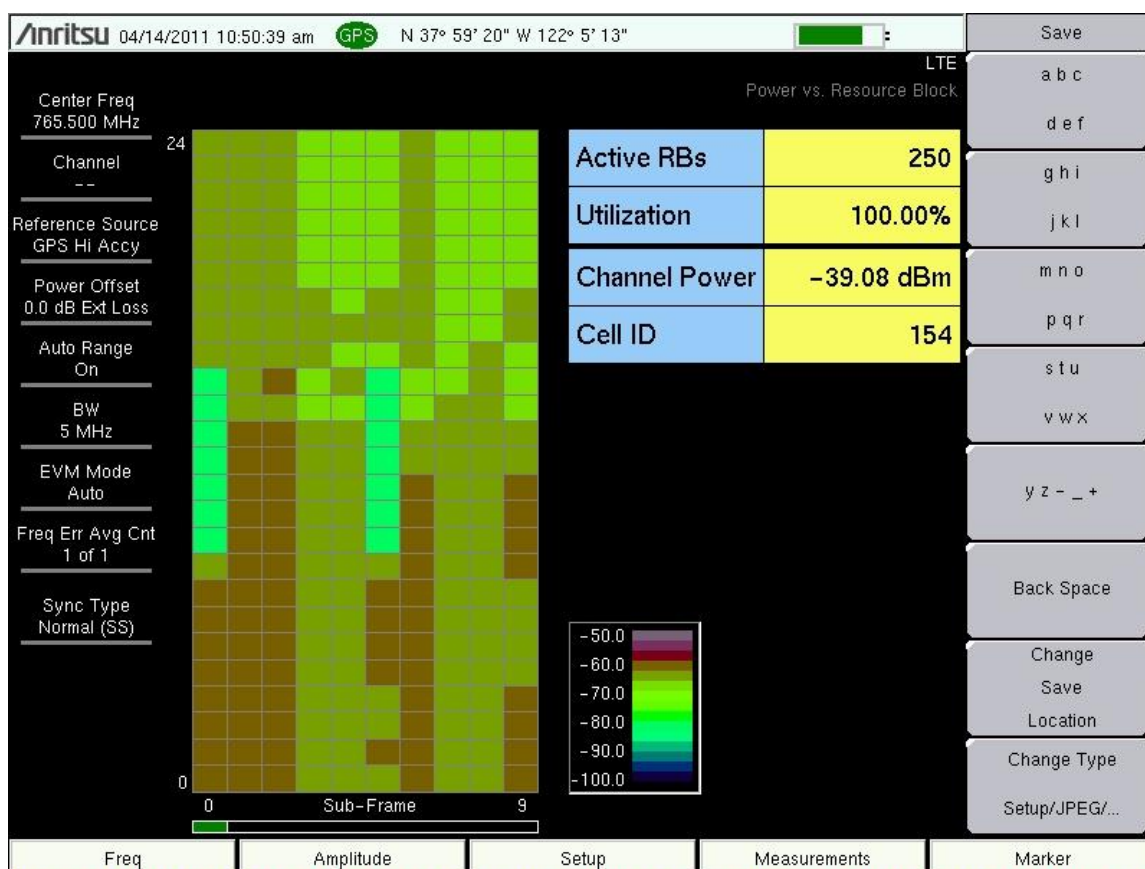 /inritsu 04/14/2011 10:50:39 am GPS N 37º 59' 20" W 122º 5' 13"
LTE
Power vs. Resource Block
Center Freq
765.500 MHz
Channel
--
Reference Source
GPS Hi Accy
Power Offset
0.0 dB Ext Loss
Auto Range
On
BW
5 MHz
EVM Mode
Auto
Freq Err Avg Cnt
1 of 1
Sync Type
Normal (SS)
24
0
0 Sub-Frame 9
Active RBs 250
Utilization 100.00%
Channel Power -39.08 dBm
Cell ID 154
-50.0
-60.0
-70.0
-80.0
-90.0
-100.0
Save
a b c
d e f
g h i
j k l
m n o
p q r
s t u
v w x
y z - _ +
Back Space
Change
Save
Location
Change Type
Setup/JPEG/...
Freq Amplitude Setup Measurements Marker